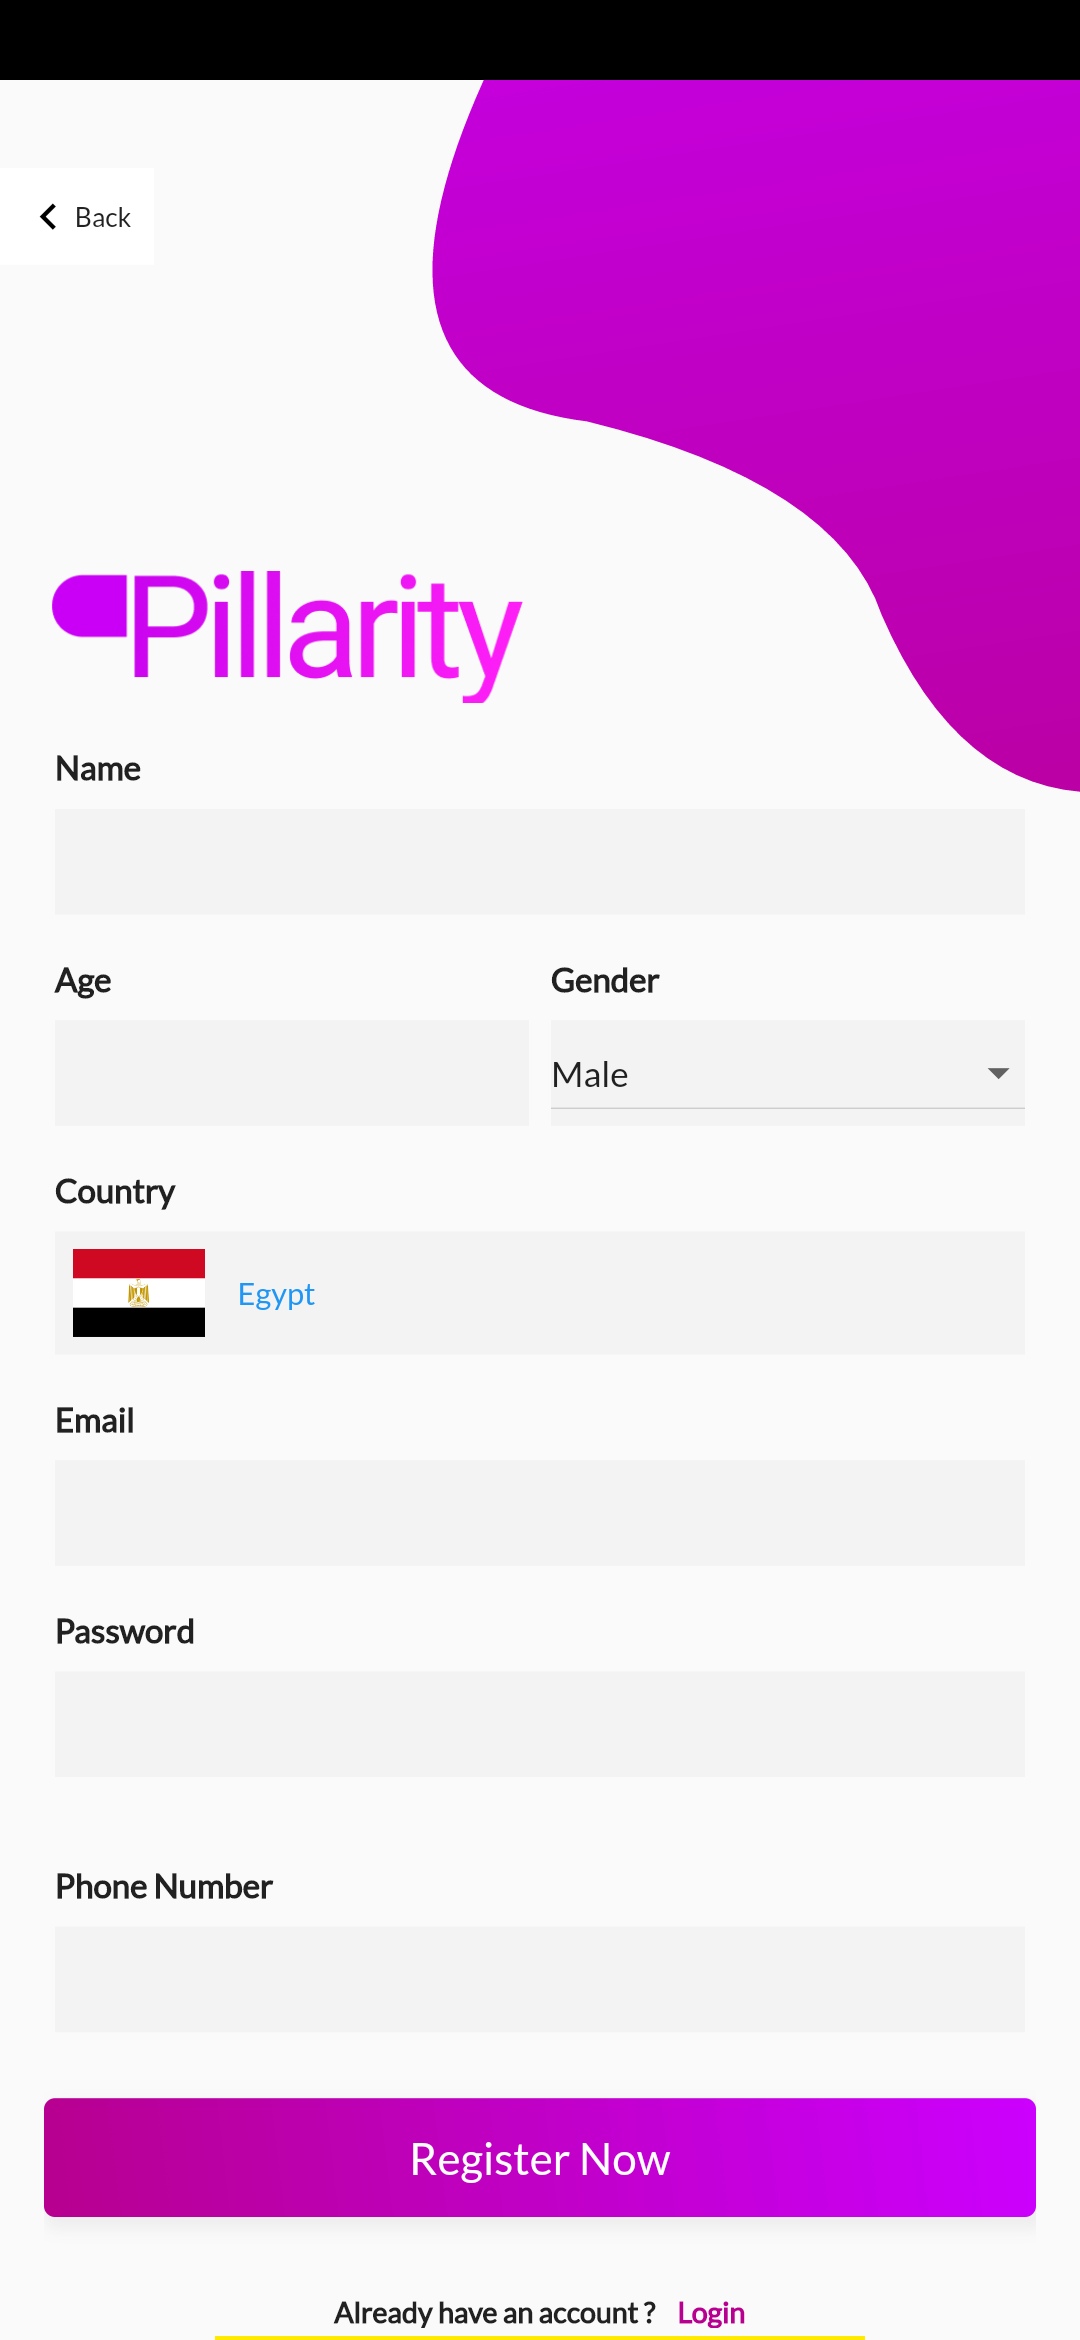 Back
Pillarity
Name
Age Gender
Male
Country
Egypt
Email
Password
Phone Number
Register Now
Already have an account ? Login